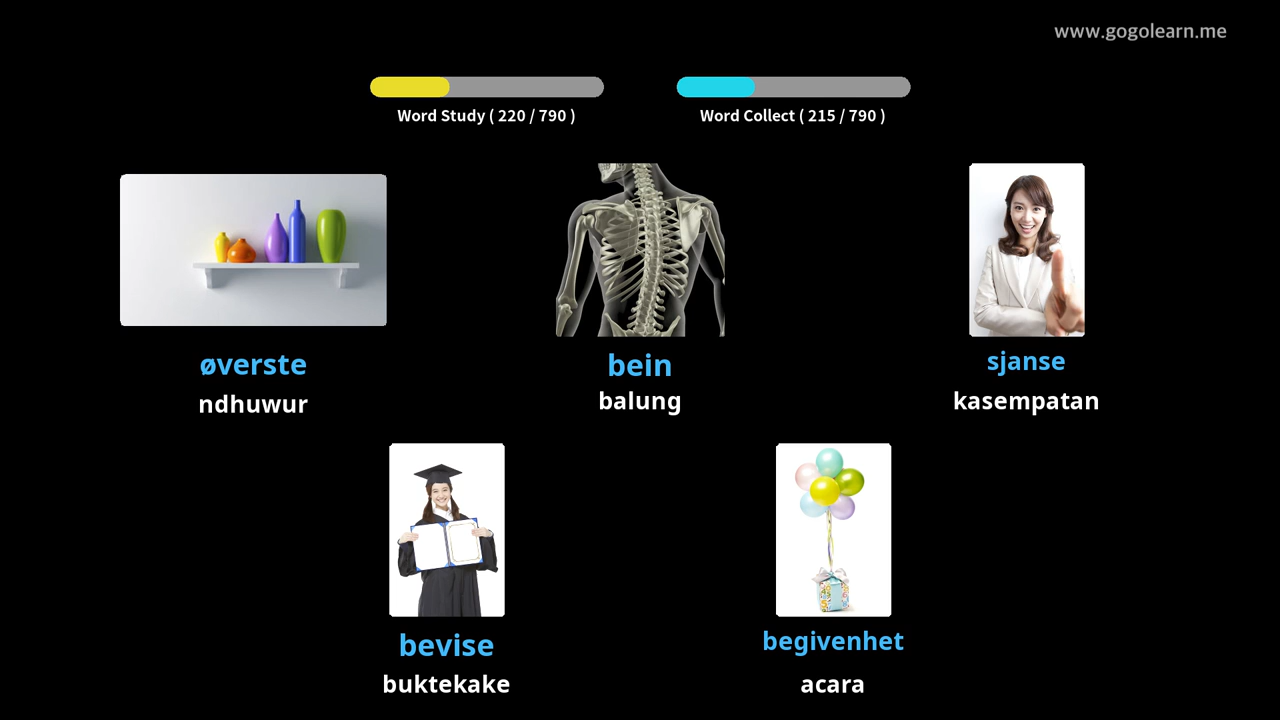 www.gogolearn.me
Word Study ( 220 / 790 )
Word Collect ( 215 / 790 )
øverste
ndhuwur
bein
balung
sjanse
kasempatan
bevise
buktekake
begivenhet
acara